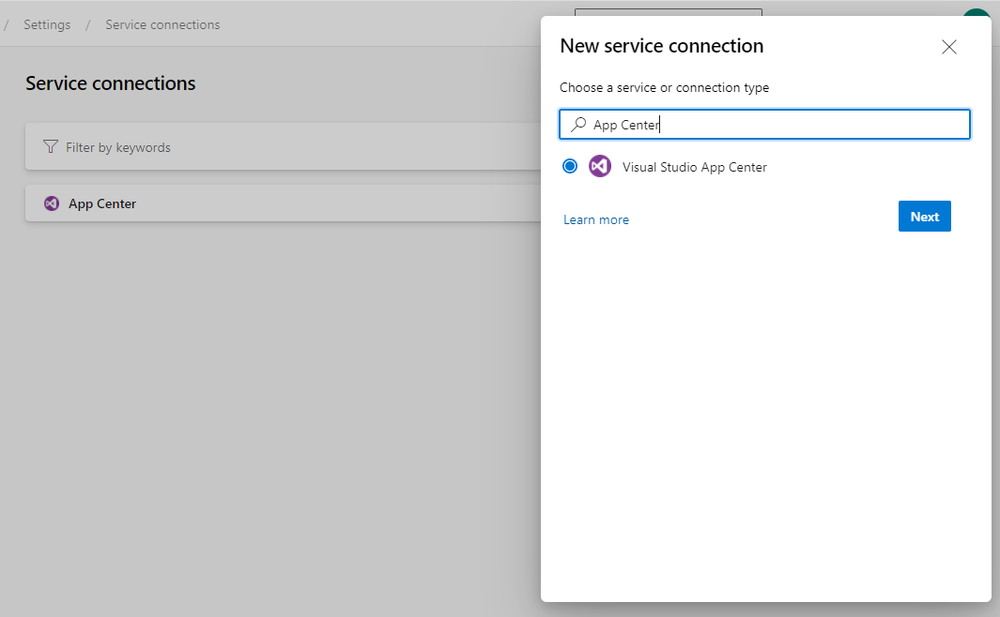 / Settings / Service connections
Service connections
Filter by keywords
App Center
New service connection
Choose a service or connection type
App Center
Visual Studio App Center
Learn more
Next